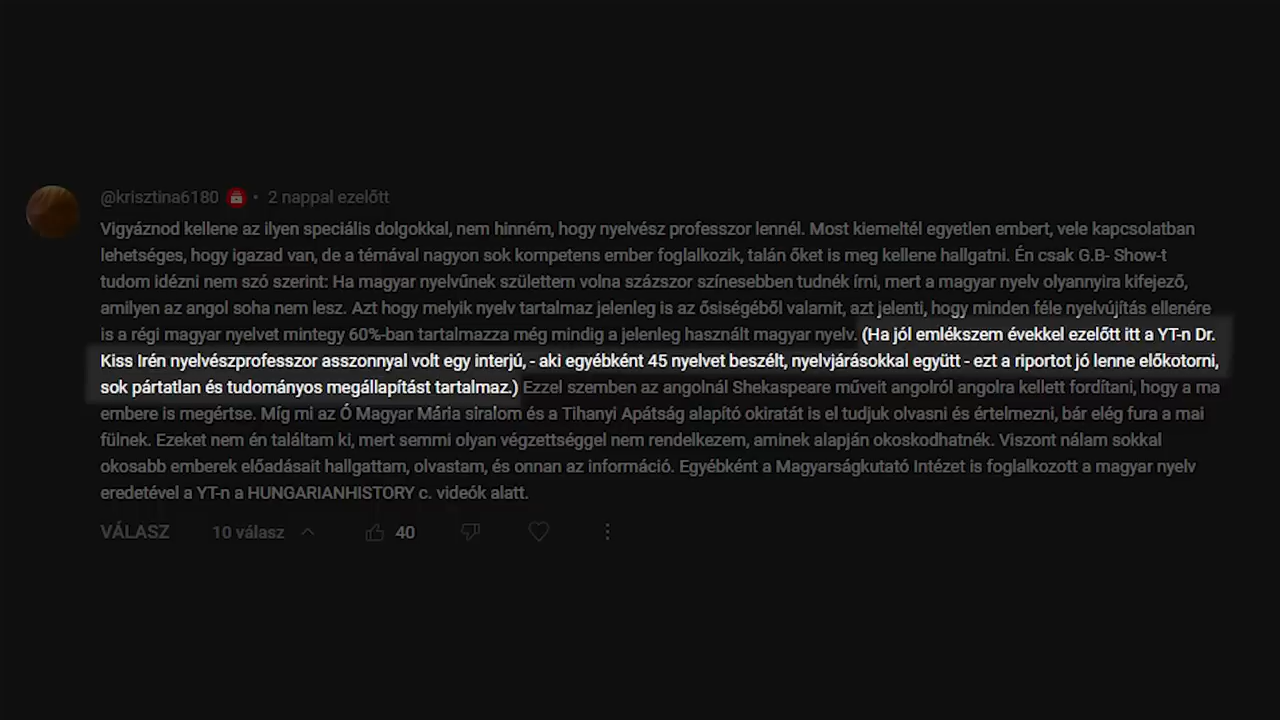 @krisztina6180 • 2 nappal ezelőtt
Vigyáznod kellene az ilyen speciális dolgokkal, nem hinném, hogy nyelvész professzor lennél. Most kiemeltél egyetlen embert, vele kapcsolatban
lehetséges, hogy igazad van, de a témával nagyon sok kompetens ember foglalkozik, talán őket is meg kellene hallgatni. Én csak G.B- Show-t
tudom idézni nem szó szerint: Ha magyar nyelvűnek születtem volna százszor színesebben tudnék írni, mert a magyar nyelv olyannyira kifejező,
amilyen az angol soha nem lesz. Azt hogy melyik nyelv tartalmaz jelenleg is az ősiségéből valamit, azt jelenti, hogy minden féle nyelvújítás ellenére
is a régi magyar nyelvet mintegy 60%-ban tartalmazza még mindig a jelenleg használt magyar nyelv. (Ha jól emlékszem évekkel ezelőtt itt a YT-n Dr.
Kiss Irén nyelvészprofesszor asszonnyal volt egy interjú, - aki egyébként 45 nyelvet beszélt, nyelvjárásokkal együtt - ezt a riportot jó lenne előkotorni,
sok pártatlan és tudományos megállapítást tartalmaz.) Ezzel szemben az angolnál Shekaspeare műveit angolról angolra kellett fordítani, hogy a ma
embere is megértse. Míg mi az Ó Magyar Mária siralom és a Tihanyi Apátság alapító okiratát is el tudjuk olvasni és értelmezni, bár elég fura a mai
fülnek. Ezeket nem én találtam ki, mert semmi olyan végzettséggel nem rendelkezem, aminek alapján okoskodhatnék. Viszont nálam sokkal
okosabb emberek előadásait hallgattam, olvastam, és onnan az információ. Egyébként a Magyarságkutató Intézet is foglalkozott a magyar nyelv
eredetével a YT-n a HUNGARIANHISTORY c. videók alatt.
VÁLASZ 10 válasz 40